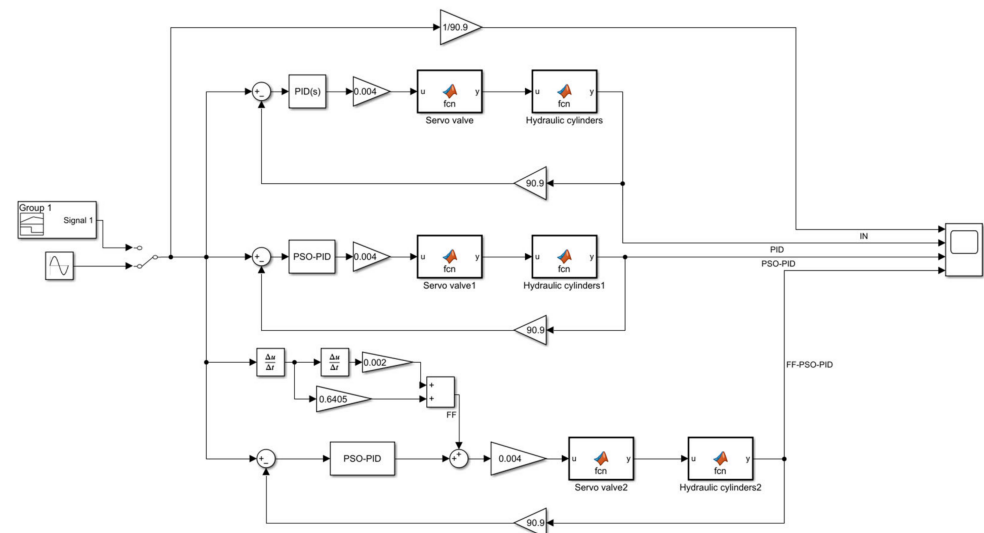 1/90.9
+
−
PID(s)
0.004
u
fcn
y
Servo valve
u
fcn
y
Hydraulic cylinders
90.9
Group 1
Signal 1
IN
+
−
PSO-PID
0.004
u
fcn
y
Servo valve1
u
fcn
y
Hydraulic cylinders1
PID
PSO-PID
90.9
Δu
Δt
Δu
Δt
0.002
0.6405
+
+
FF
FF-PSO-PID
+
−
PSO-PID
+
+
0.004
u
fcn
y
Servo valve2
u
fcn
y
Hydraulic cylinders2
90.9